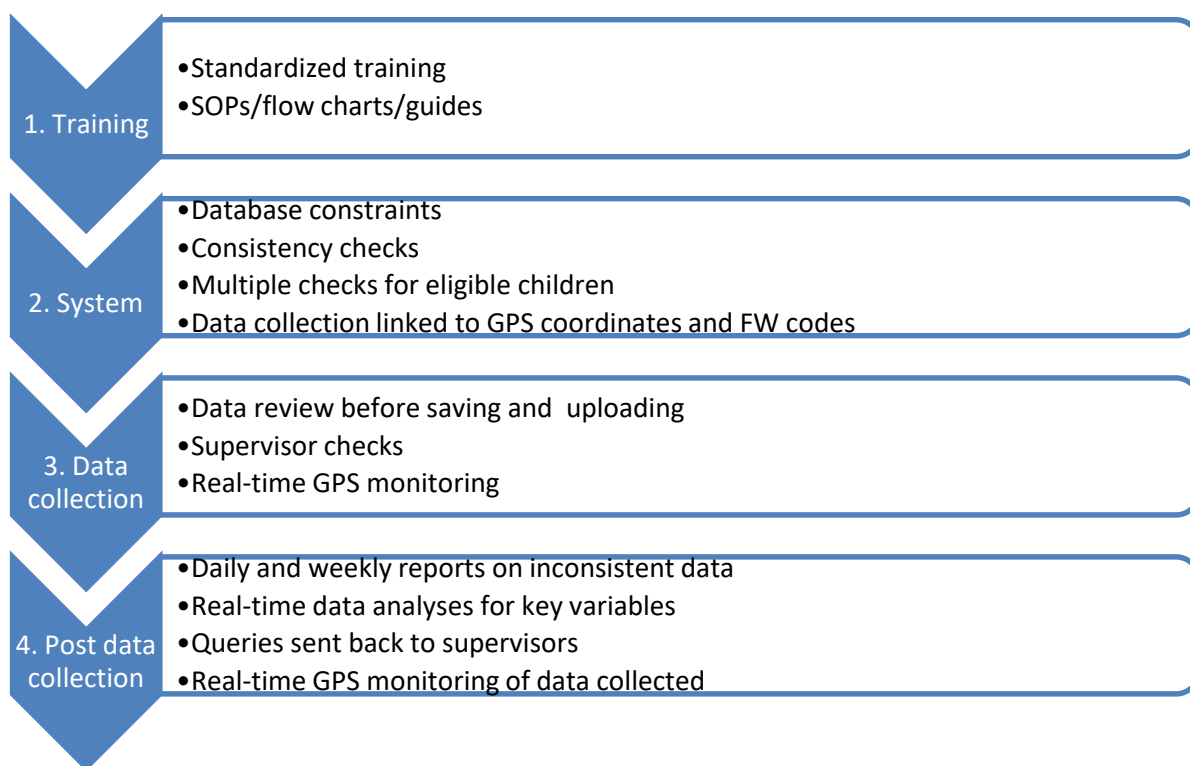 1. Training
•Standardized training
•SOPs/flow charts/guides
2. System
•Database constraints
•Consistency checks
•Multiple checks for eligible children
•Data collection linked to GPS coordinates and FW codes
3. Data
collection
•Data review before saving and  uploading
•Supervisor checks
•Real-time GPS monitoring
4. Post data
collection
•Daily and weekly reports on inconsistent data
•Real-time data analyses for key variables
•Queries sent back to supervisors
•Real-time GPS monitoring of data collected